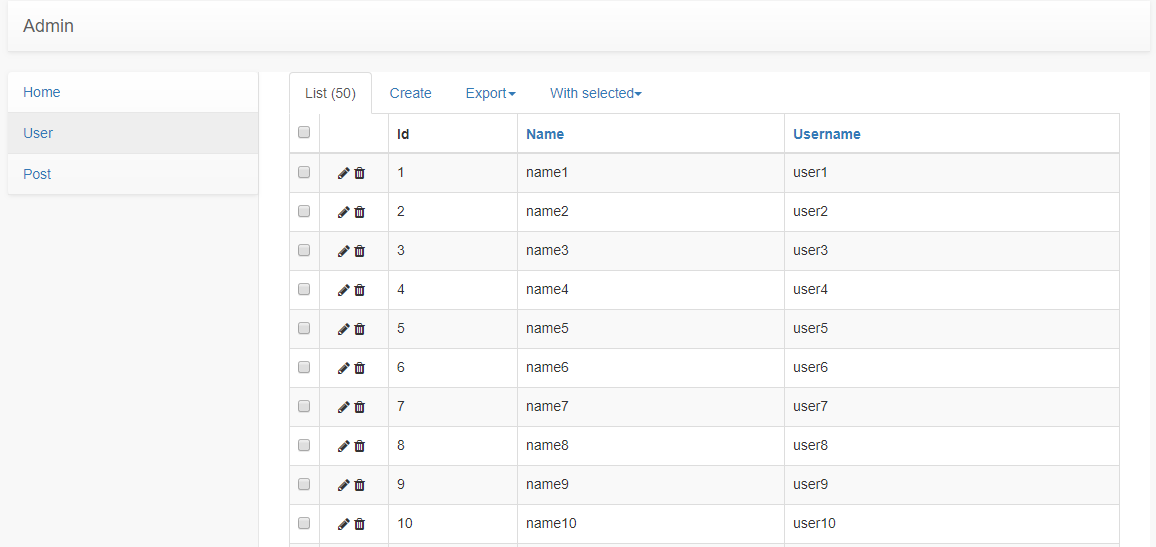 Admin
Home
User
Post
List (50) Create Export With selected
Id Name Username
1 name1 user1
2 name2 user2
3 name3 user3
4 name4 user4
5 name5 user5
6 name6 user6
7 name7 user7
8 name8 user8
9 name9 user9
10 name10 user10